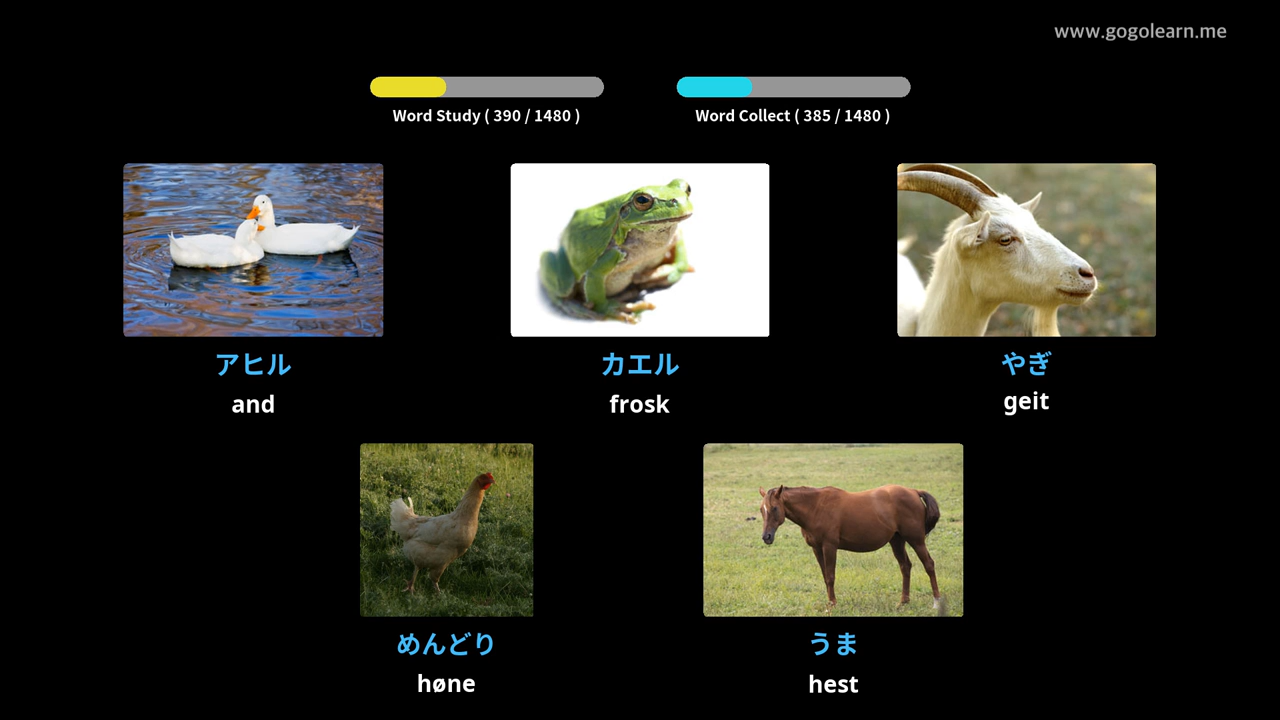 www.gogolearn.me
Word Study ( 390 / 1480 )
Word Collect ( 385 / 1480 )
アヒル
and
カエル
frosk
やぎ
geit
めんどり
høne
うま
hest